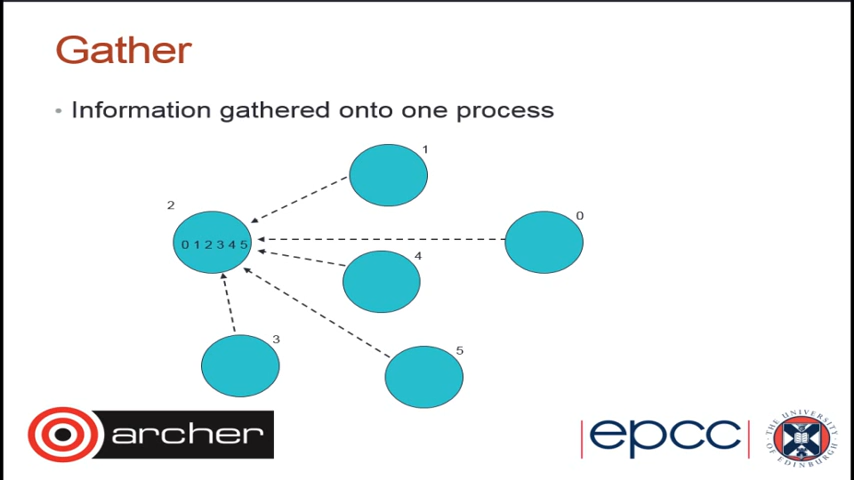 Gather
• Information gathered onto one process
1
2
0
0 1 2 3 4 5
4
3
5
archer
epcc
THE UNIVERSITY OF EDINBURGH